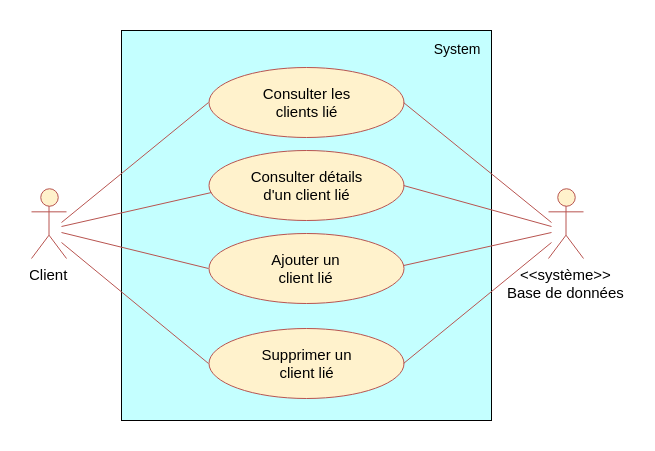 System
Consulter les
clients lié
Consulter détails
d'un client lié
Ajouter un
client lié
Supprimer un
client lié
Client
<<système>>
Base de données